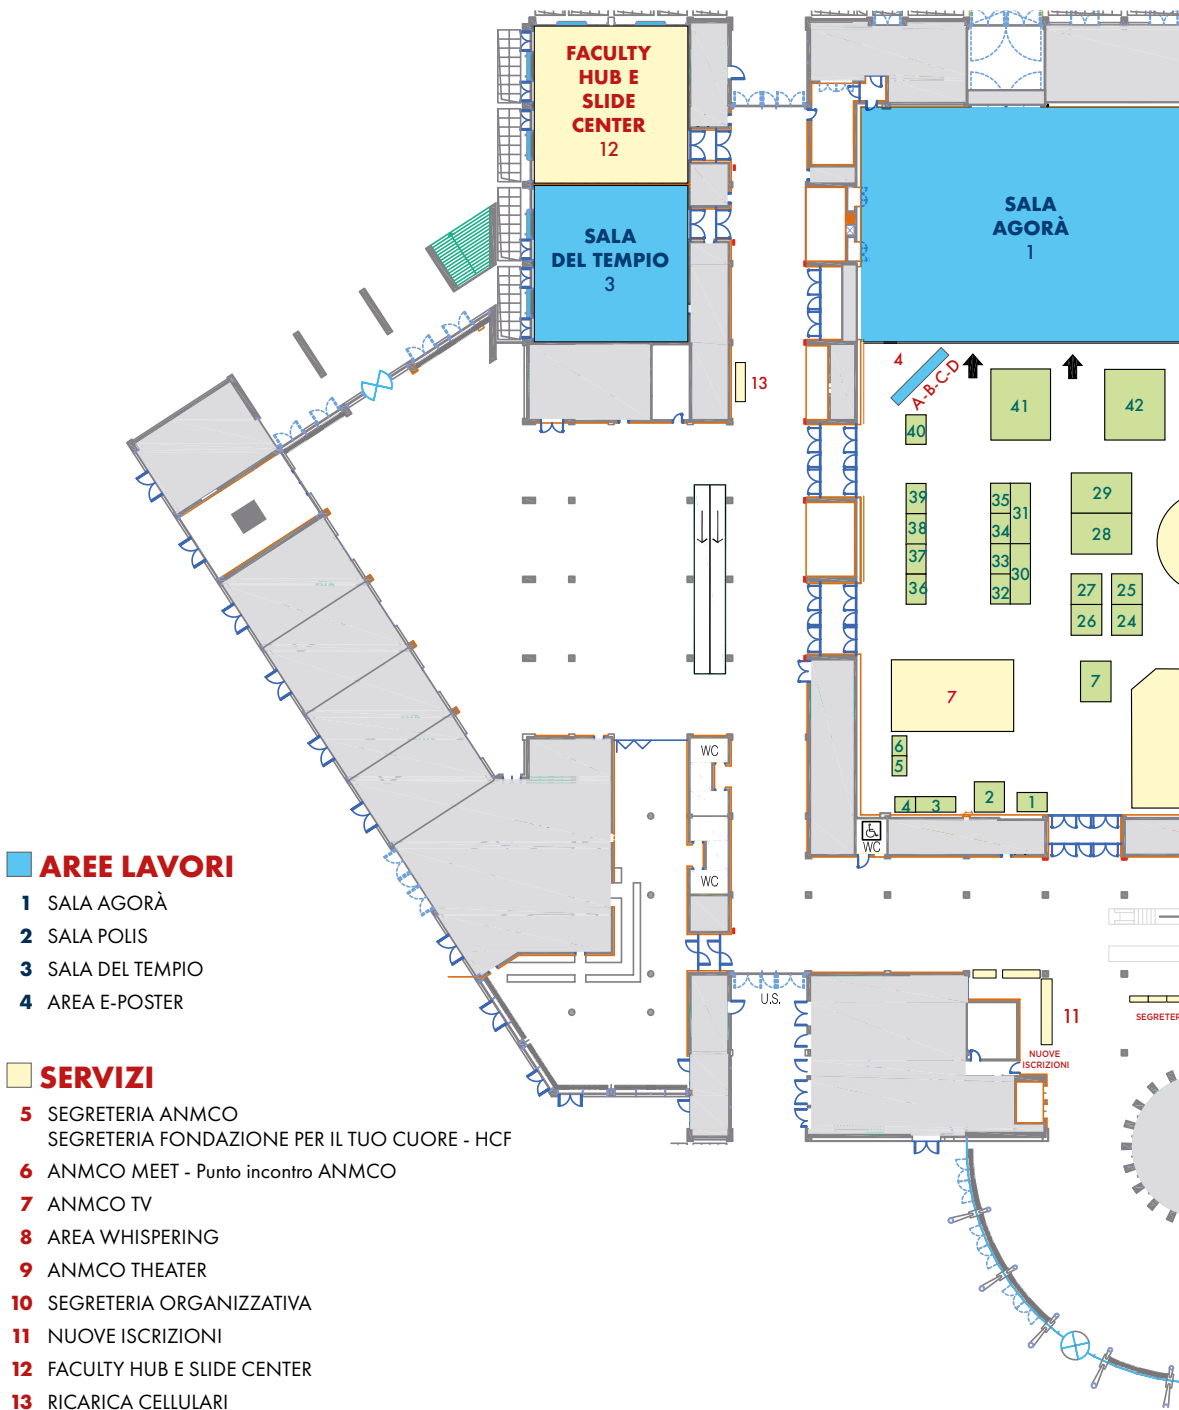 FACULTY
HUB E
SLIDE
CENTER
12
SALA
DEL TEMPIO
3
SALA
AGORÀ
1
4
A-B-C-D
13
41
42
40
39
38
37
36
35
34
33
32
31
30
29
28
27
26
25
24
7
7
6
5
4
3
2
1
WC
WC
WC
U.S.
11
NUOVE
ISCRIZIONI
SEGRETER
AREE LAVORI
1 SALA AGORÀ
2 SALA POLIS
3 SALA DEL TEMPIO
4 AREA E-POSTER
SERVIZI
5 SEGRETERIA ANMCO
SEGRETERIA FONDAZIONE PER IL TUO CUORE - HCF
6 ANMCO MEET - Punto incontro ANMCO
7 ANMCO TV
8 AREA WHISPERING
9 ANMCO THEATER
10 SEGRETERIA ORGANIZZATIVA
11 NUOVE ISCRIZIONI
12 FACULTY HUB E SLIDE CENTER
13 RICARICA CELLULARI